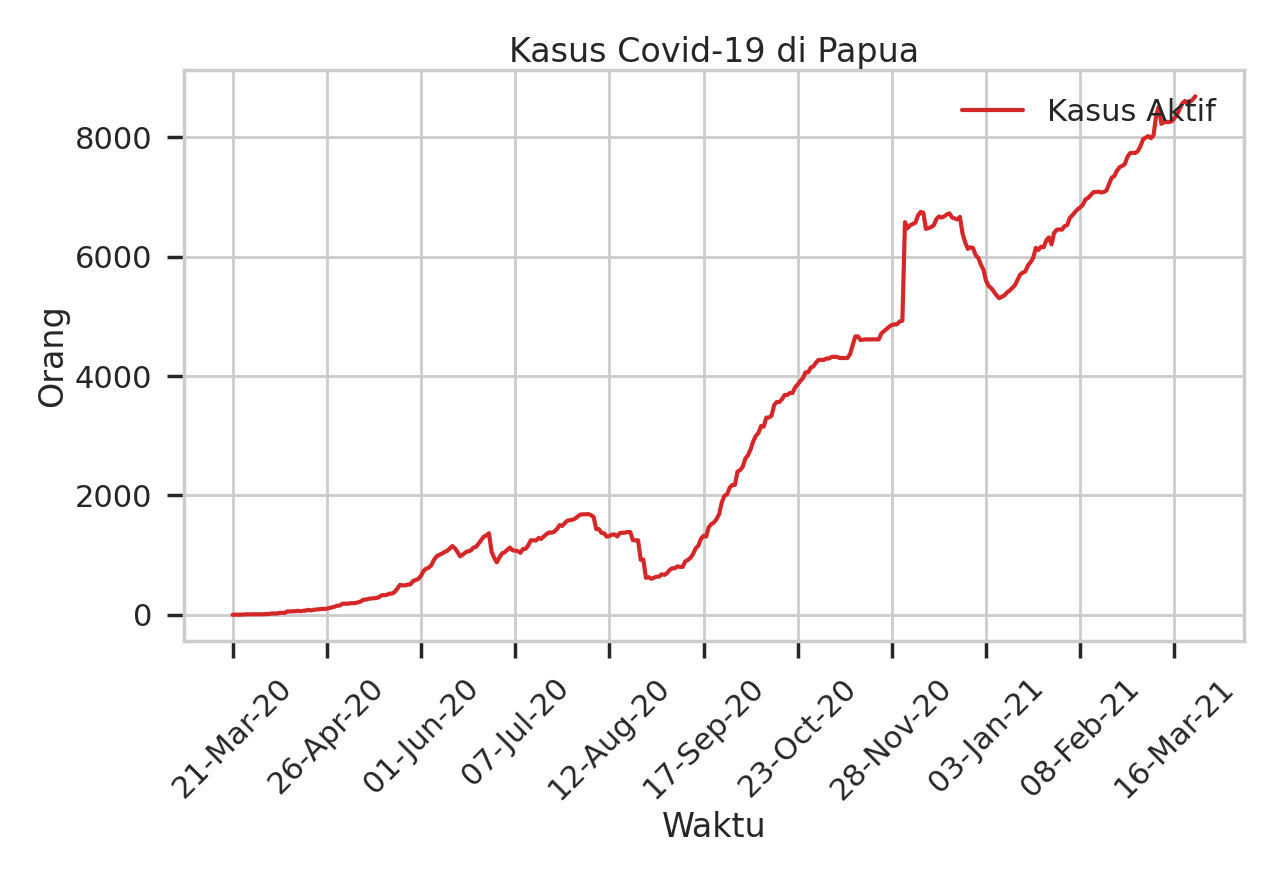 Kasus Covid-19 di Papua
Kasus Aktif
Orang
8000
6000
4000
2000
0
21-Mar-20
26-Apr-20
01-Jun-20
07-Jul-20
12-Aug-20
17-Sep-20
23-Oct-20
28-Nov-20
03-Jan-21
08-Feb-21
16-Mar-21
Waktu